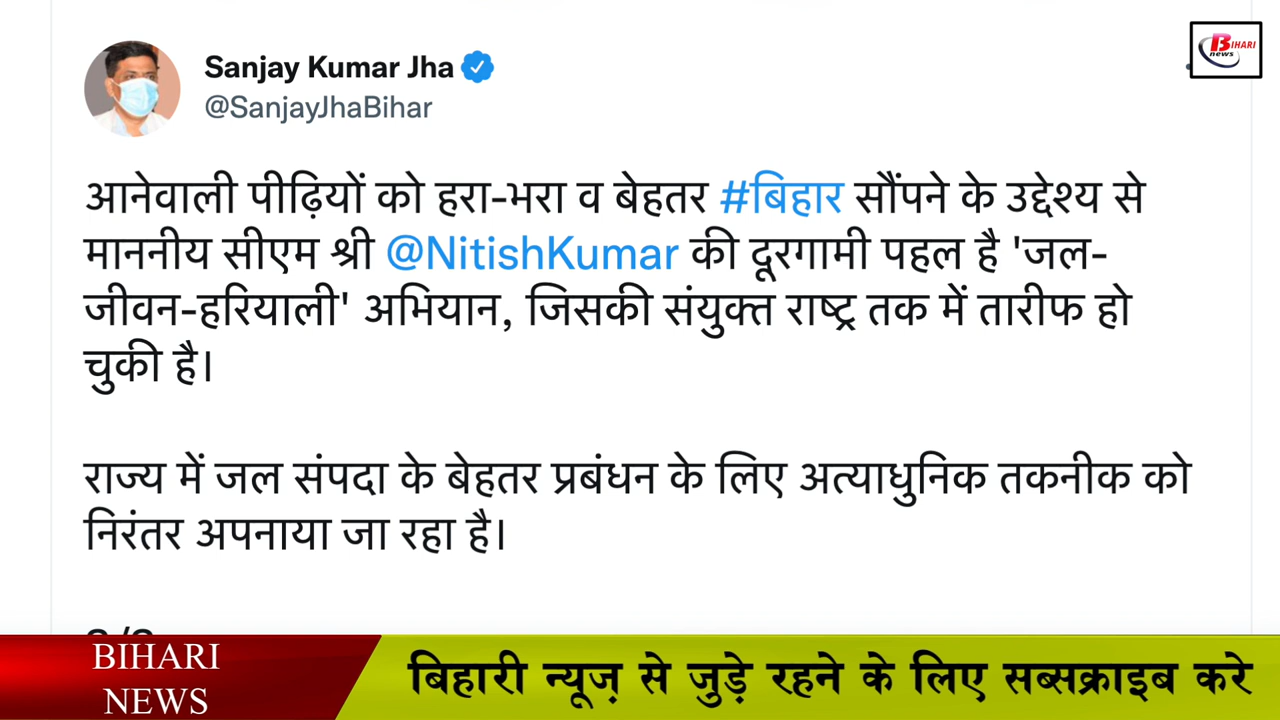 Sanjay Kumar Jha
@SanjayJhaBihar
BIHARI
news
आनेवाली पीढ़ियों को हरा-भरा व बेहतर #बिहार सौंपने के उद्देश्य से
माननीय सीएम श्री @NitishKumar की दूरगामी पहल है 'जल-
जीवन-हरियाली' अभियान, जिसकी संयुक्त राष्ट्र तक में तारीफ हो
चुकी है।
राज्य में जल संपदा के बेहतर प्रबंधन के लिए अत्याधुनिक तकनीक को
निरंतर अपनाया जा रहा है।
BIHARI
NEWS
बिहारी न्यूज़ से जुड़े रहने के लिए सब्सक्राइब करे